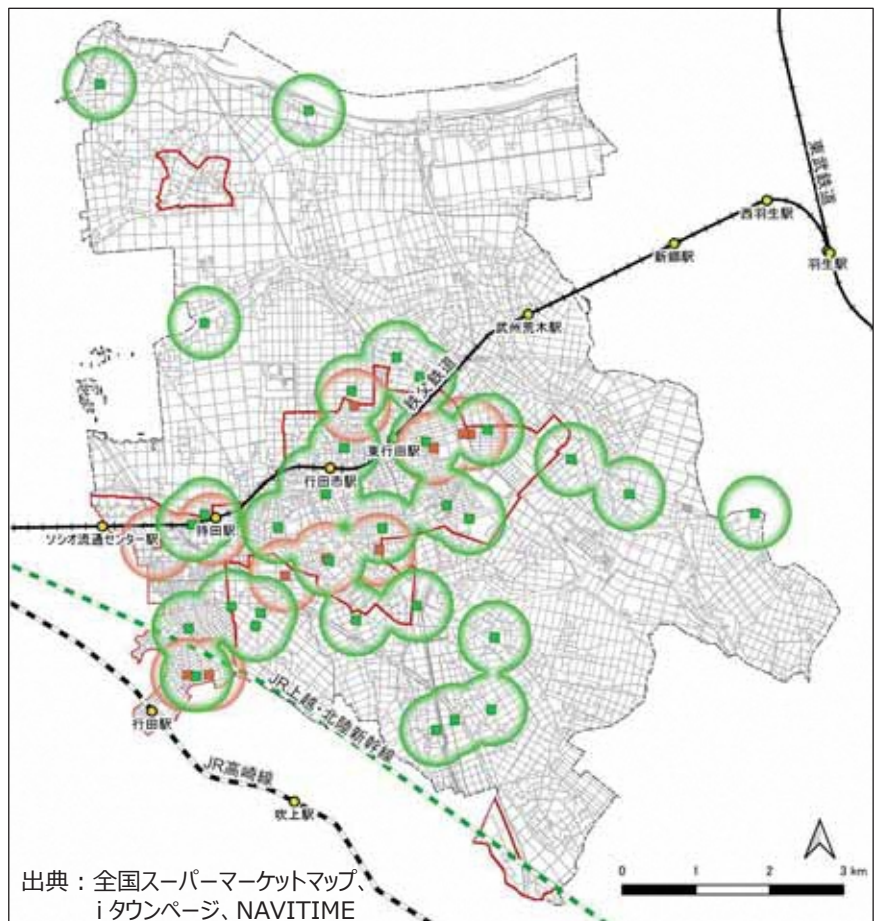 東武鉄道
西羽生駅
新郷駅
羽生駅
武州荒木駅
秩父鉄道
東行田駅
行田市駅
持田駅
ソシオ流通センター駅
JR上越・北陸新幹線
行田駅
JR高崎線
吹上駅
0 1 2 3 km
出典：全国スーパーマーケットマップ、
iタウンページ、NAVITIME